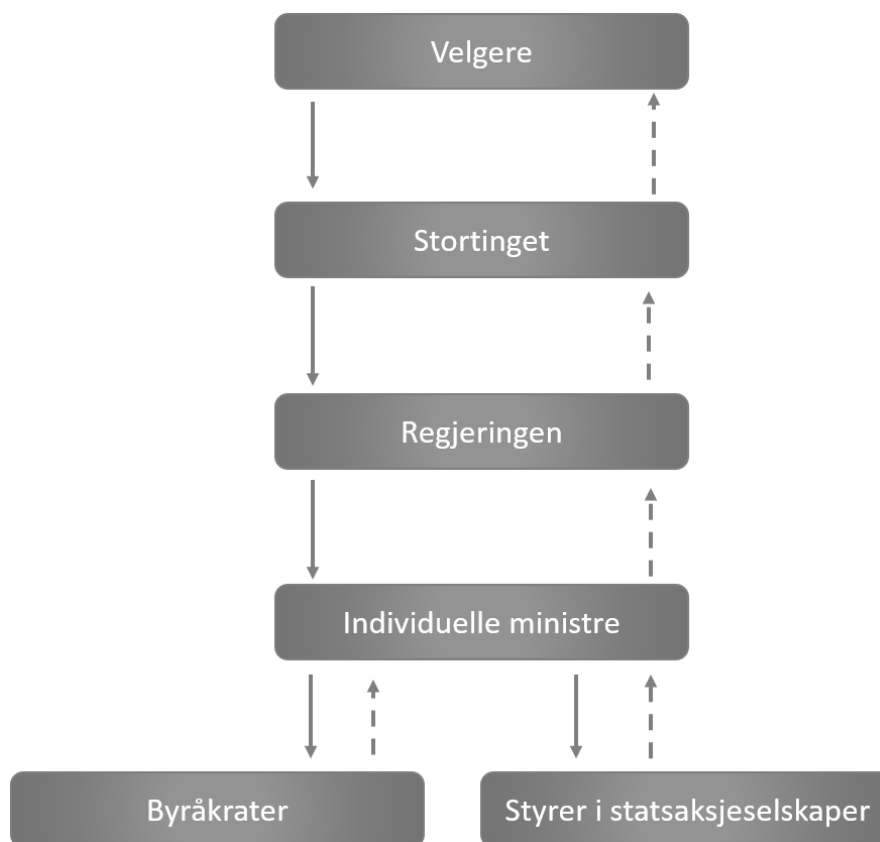 Velgere
Stortinget
Regjeringen
Individuelle ministre
Byråkrater
Styrer i statsaksjeselskaper